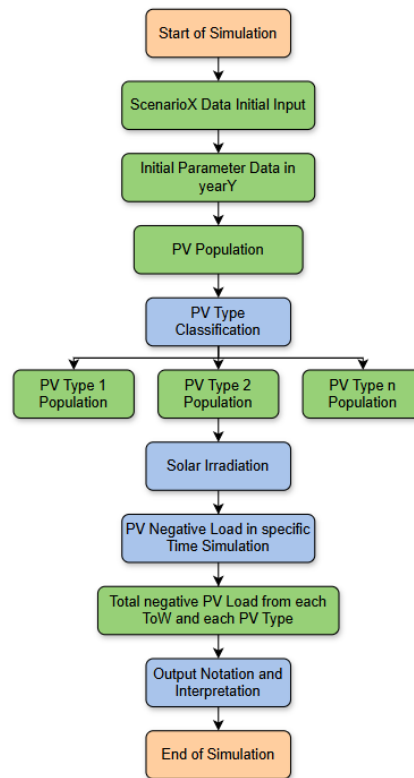 Start of Simulation
ScenarioX Data Initial Input
Initial Parameter Data in
yearY
PV Population
PV Type
Classification
PV Type 1
Population
PV Type 2
Population
PV Type n
Population
Solar Irradiation
PV Negative Load in specific
Time Simulation
Total negative PV Load from each
ToW and each PV Type
Output Notation and
Interpretation
End of Simulation